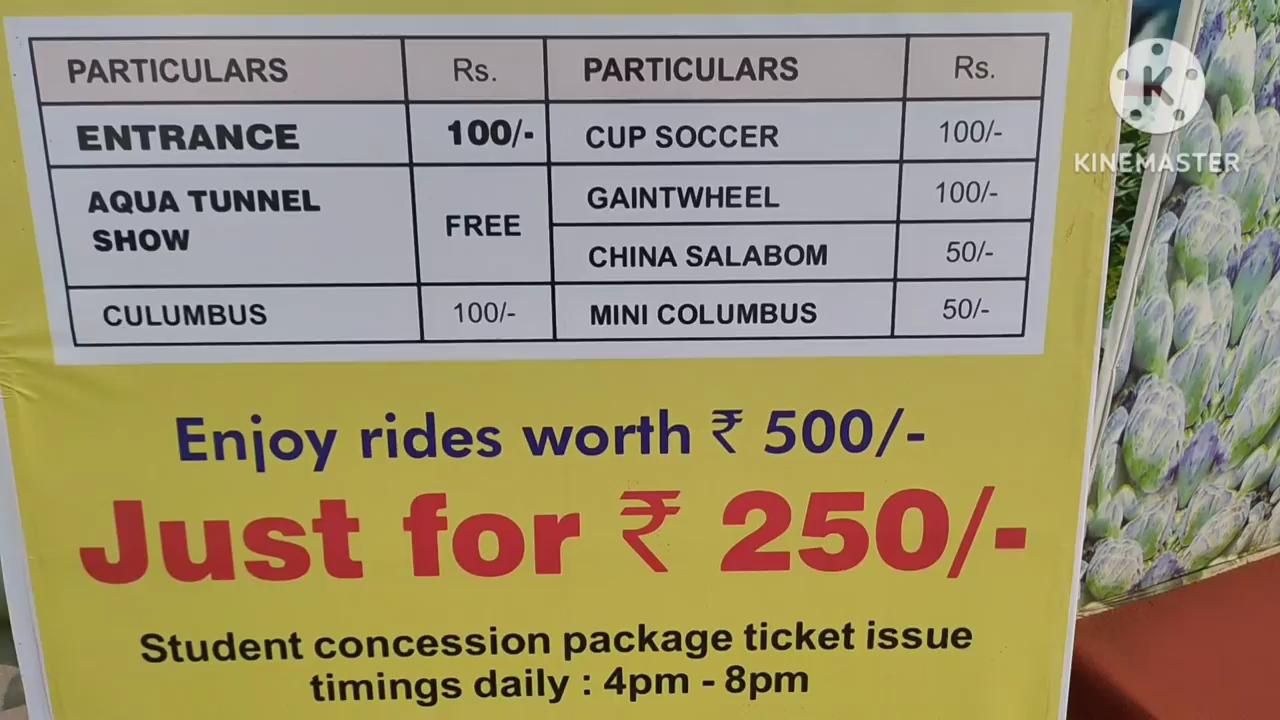 PARTICULARS Rs. PARTICULARS Rs.
ENTRANCE 100/- CUP SOCCER 100/-
AQUA TUNNEL SHOW FREE GAINTWHEEL 100/-
CHINA SALABOM 50/-
CULUMBUS 100/- MINI COLUMBUS 50/-
Enjoy rides worth ₹ 500/-
Just for ₹ 250/-
Student concession package ticket issue
timings daily : 4pm - 8pm
K
KINEMASTER